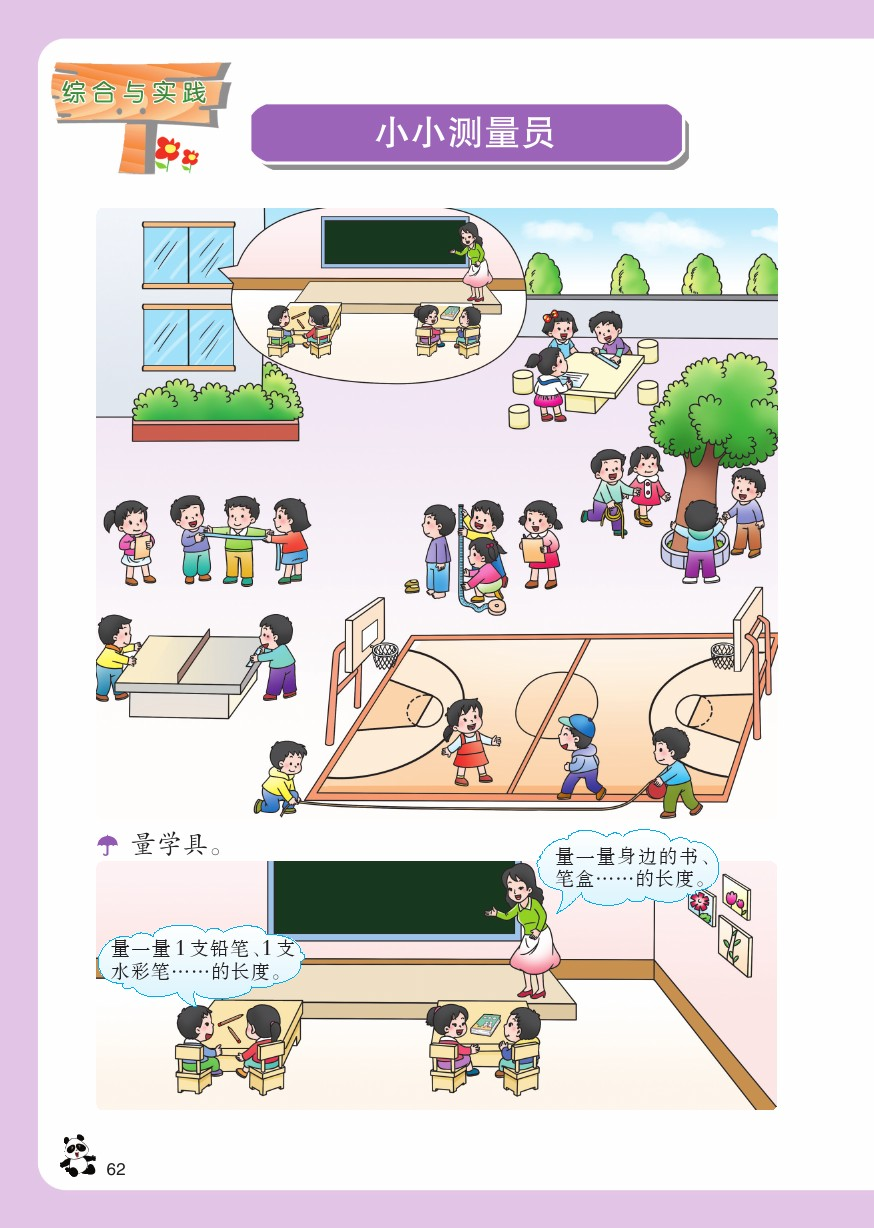 综合与实践
小小测量员
量学具。
量一量身边的书、
笔盒……的长度。
量一量1支铅笔、1支
水彩笔……的长度。
62